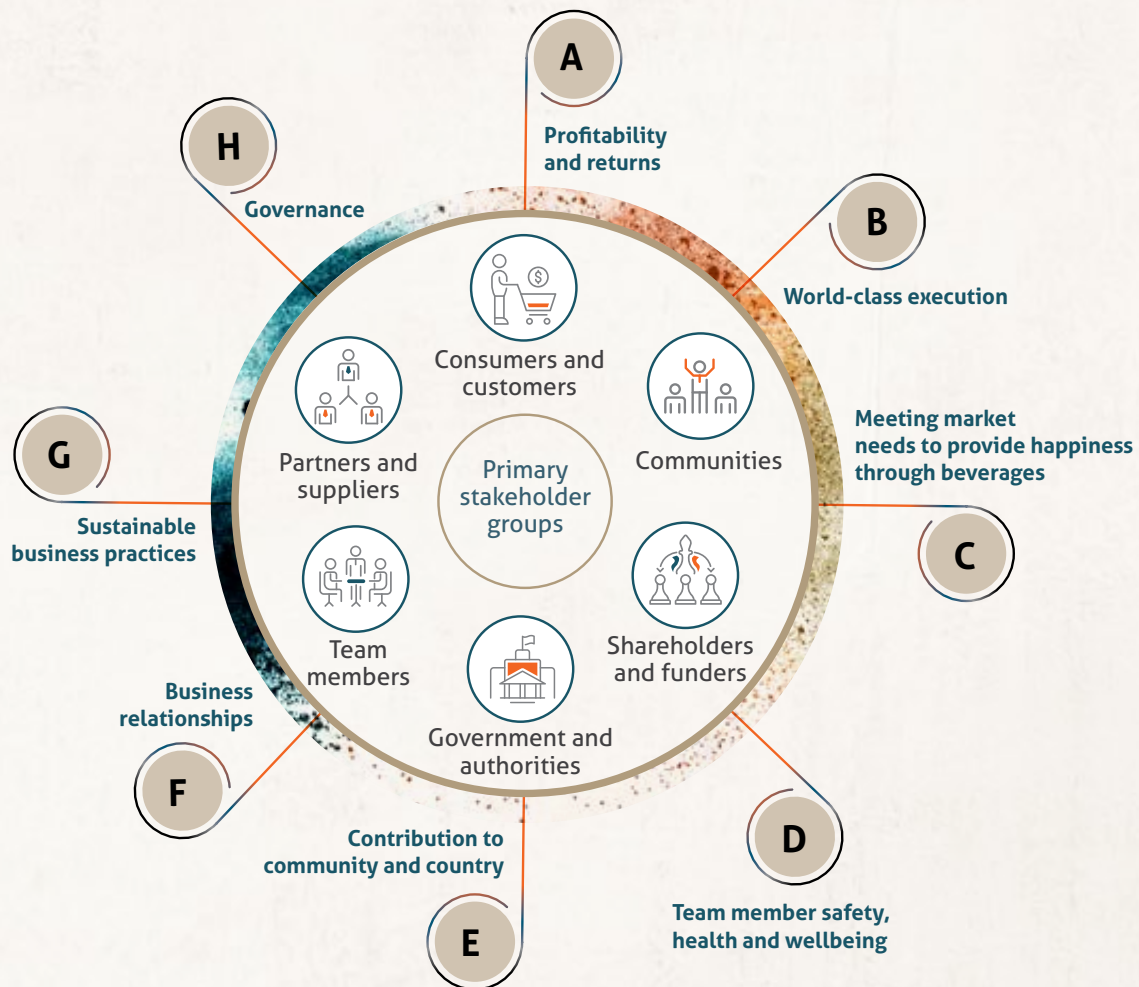 A
Profitability
and returns
B
World-class execution
Meeting market
needs to provide happiness
through beverages
C
D
Team member safety,
health and wellbeing
Contribution to
community and country
E
Business
relationships
F
G
Sustainable
business practices
H
Governance
$
Consumers and
customers
Communities
Shareholders
and funders
Government and
authorities
Team
members
Partners and
suppliers
Primary
stakeholder
groups